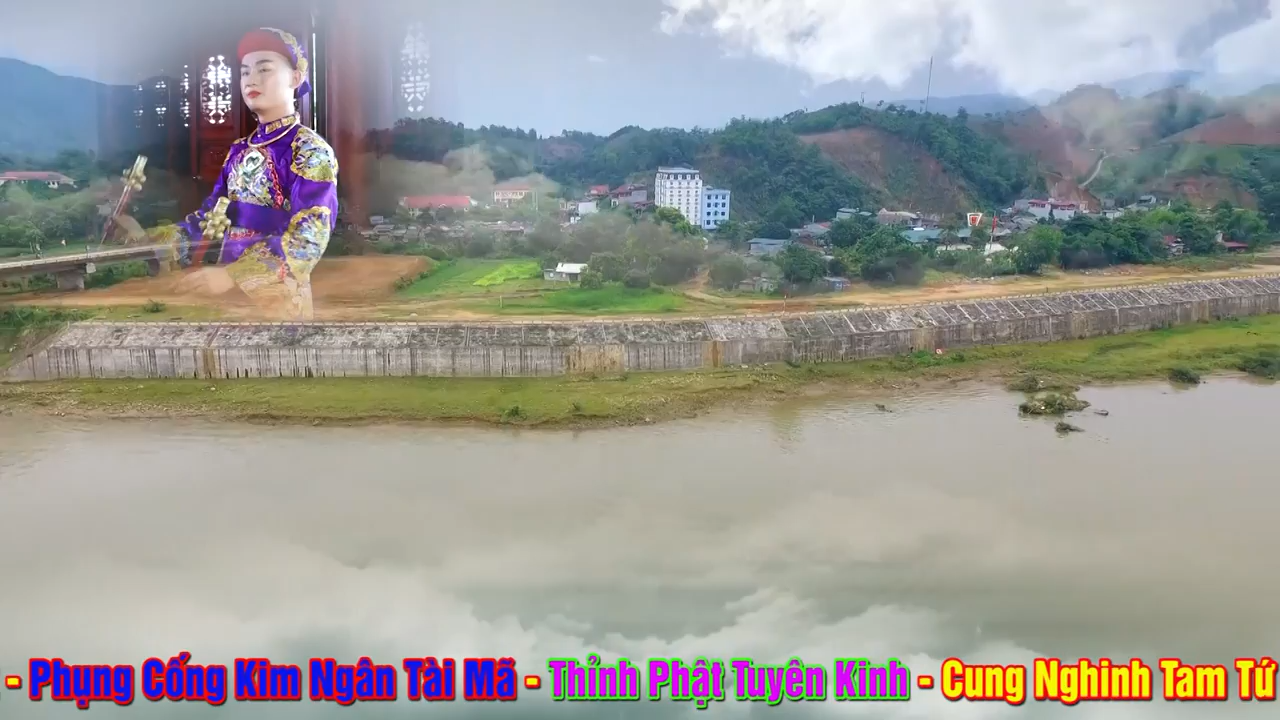 - Phụng Cống Kim Ngân Tài Mã - Thỉnh Phật Tuyên Kinh - Cung Nghinh Tam Tứ